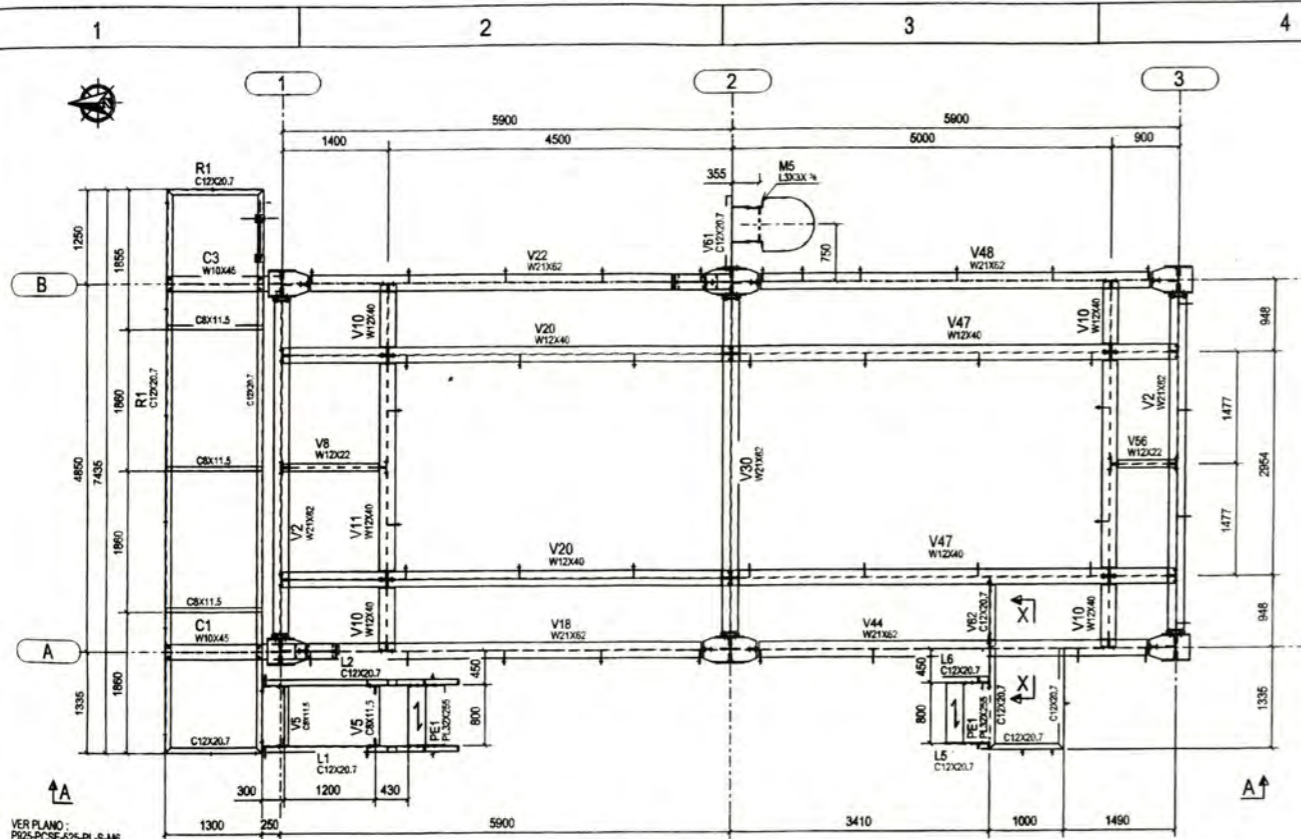 1
2
3
4
1
2
3
5900
5900
1400
4500
5000
900
R1
C12X20.7
355
M5
V61
C12X20.7
750
1250
1855
C3
W10X45
B
V22
W21X62
V48
W21X62
C8X11.5
V10
W12X40
V20
W12X40
V47
W12X40
V10
W12X40
948
R1
C12X20.7
C12X20.7
1860
V2
W21X62
1477
V8
W12X22
V56
W12X22
C8X11.5
4850
7435
V30
W21X62
2954
V2
W21X62
V11
W12X40
1860
1477
V20
W12X40
V47
W12X40
C8X11.5
C1
W10X45
V10
W12X40
V18
W21X62
V44
W21X62
V62
C12X20.7
X
V10
W12X40
948
A
L2
C12X20.7
450
450
L6
C12X20.7
X
1335
1860
V5
C8X11.5
V5
C8X11.5
PE1
PL32X255
800
800
PE1
PL32X255
C12X20.7
C12X20.7
1335
C12X20.7
L1
C12X20.7
L5
C12X20.7
C12X20.7
A
300
1200
430
A
VER PLANO :
1300
250
5900
3410
1000
1490